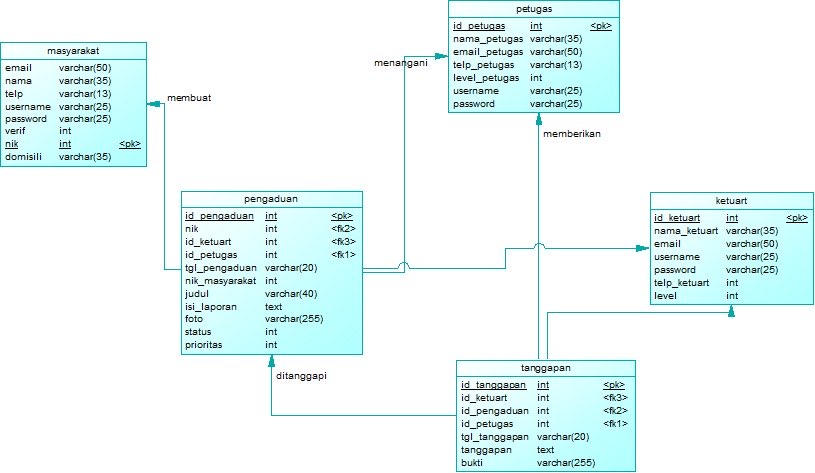 petugas
id_petugas int <pk>
nama_petugas varchar(35)
email_petugas varchar(50)
telp_petugas varchar(13)
level_petugas int
username varchar(25)
password varchar(25)
menangani
masyarakat
email varchar(50)
nama varchar(35)
telp varchar(13)
username varchar(25)
password varchar(25)
verif int
nik int <pk>
domisili varchar(35)
membuat
memberikan
pengaduan
id_pengaduan int <pk>
nik int <fk2>
id_ketuart int <fk3>
id_petugas int <fk1>
tgl_pengaduan varchar(20)
nik_masyarakat int
judul varchar(40)
isi_laporan text
foto varchar(255)
status int
prioritas int
ketuart
id_ketuart int <pk>
nama_ketuart varchar(35)
email varchar(50)
username varchar(25)
password varchar(25)
telp_ketuart int
level int
ditanggapi
tanggapan
id_tanggapan int <pk>
id_ketuart int <fk3>
id_pengaduan int <fk2>
id_petugas int <fk1>
tgl_tanggapan varchar(20)
tanggapan text
bukti varchar(255)